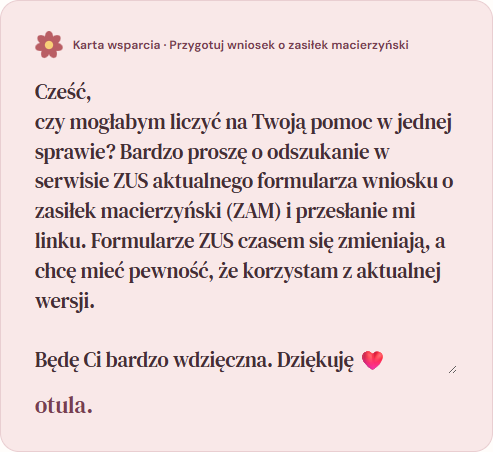 Karta wsparcia · Przygotuj wniosek o zasiłek macierzyński
Cześć,
czy mogłabym liczyć na Twoją pomoc w jednej
sprawie? Bardzo proszę o odszukanie w
serwisie ZUS aktualnego formularza wniosku o
zasiłek macierzyński (ZAM) i przesłanie mi
linku. Formularze ZUS czasem się zmieniają, a
chcę mieć pewność, że korzystam z aktualnej
wersji.
Będę Ci bardzo wdzięczna. Dziękuję ❤️
otula.